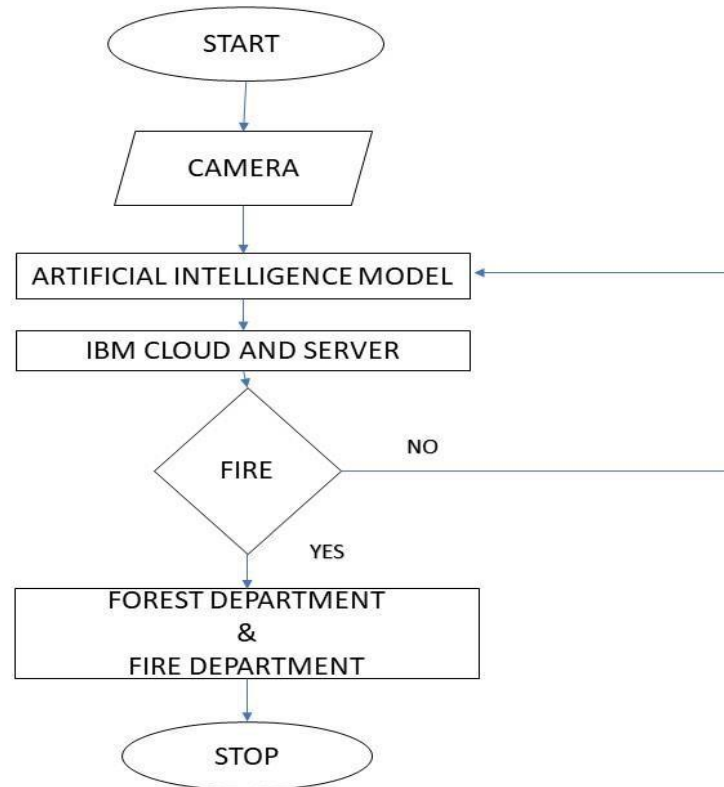 START
CAMERA
ARTIFICIAL INTELLIGENCE MODEL
IBM CLOUD AND SERVER
FIRE
NO
YES
FOREST DEPARTMENT
&
FIRE DEPARTMENT
STOP